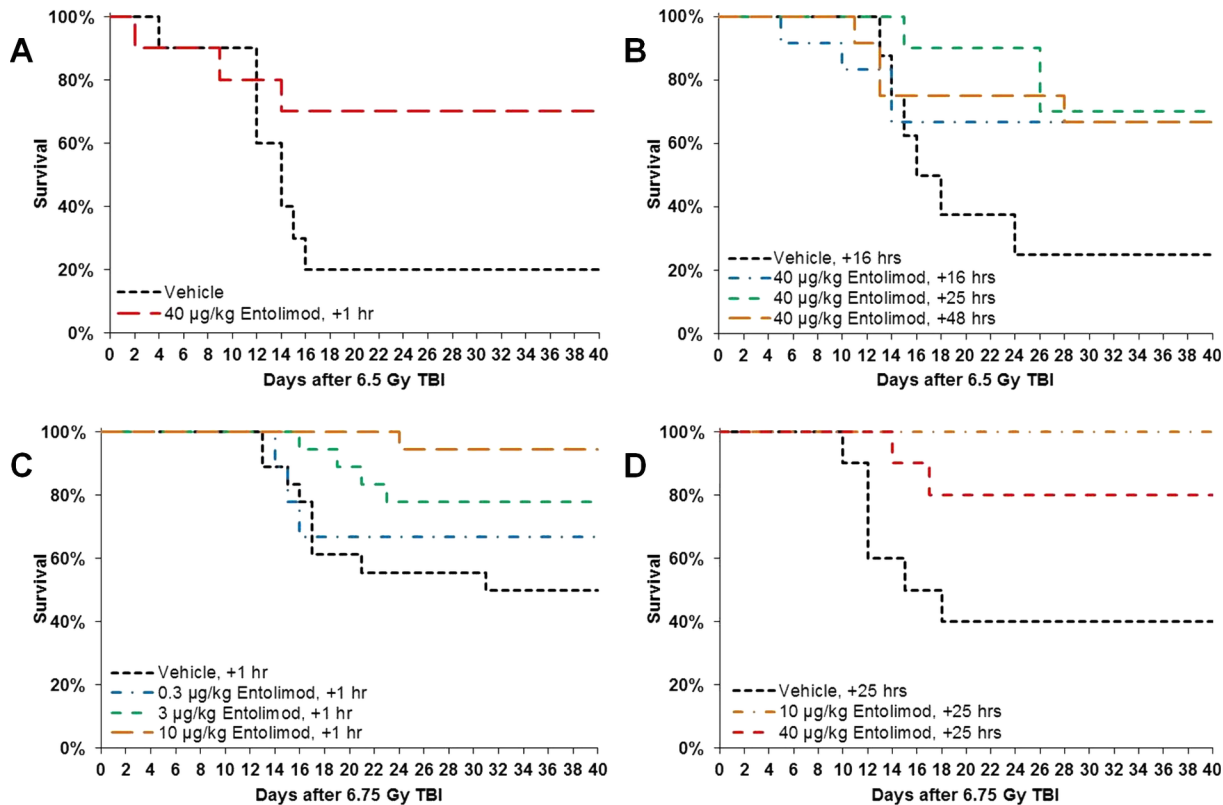 A
100%
80%
60%
40%
20%
0%
Survival
Vehicle
40 µg/kg Entolimod, +1 hr
0 2 4 6 8 10 12 14 16 18 20 22 24 26 28 30 32 34 36 38 40
Days after 6.5 Gy TBI
B
100%
80%
60%
40%
20%
0%
Survival
Vehicle, +16 hrs
40 µg/kg Entolimod, +16 hrs
40 µg/kg Entolimod, +25 hrs
40 µg/kg Entolimod, +48 hrs
0 2 4 6 8 10 12 14 16 18 20 22 24 26 28 30 32 34 36 38 40
Days after 6.5 Gy TBI
C
100%
80%
60%
40%
20%
0%
Survival
Vehicle, +1 hr
0.3 µg/kg Entolimod, +1 hr
3 µg/kg Entolimod, +1 hr
10 µg/kg Entolimod, +1 hr
0 2 4 6 8 10 12 14 16 18 20 22 24 26 28 30 32 34 36 38 40
Days after 6.75 Gy TBI
D
100%
80%
60%
40%
20%
0%
Survival
Vehicle, +25 hrs
10 µg/kg Entolimod, +25 hrs
40 µg/kg Entolimod, +25 hrs
0 2 4 6 8 10 12 14 16 18 20 22 24 26 28 30 32 34 36 38 40
Days after 6.75 Gy TBI